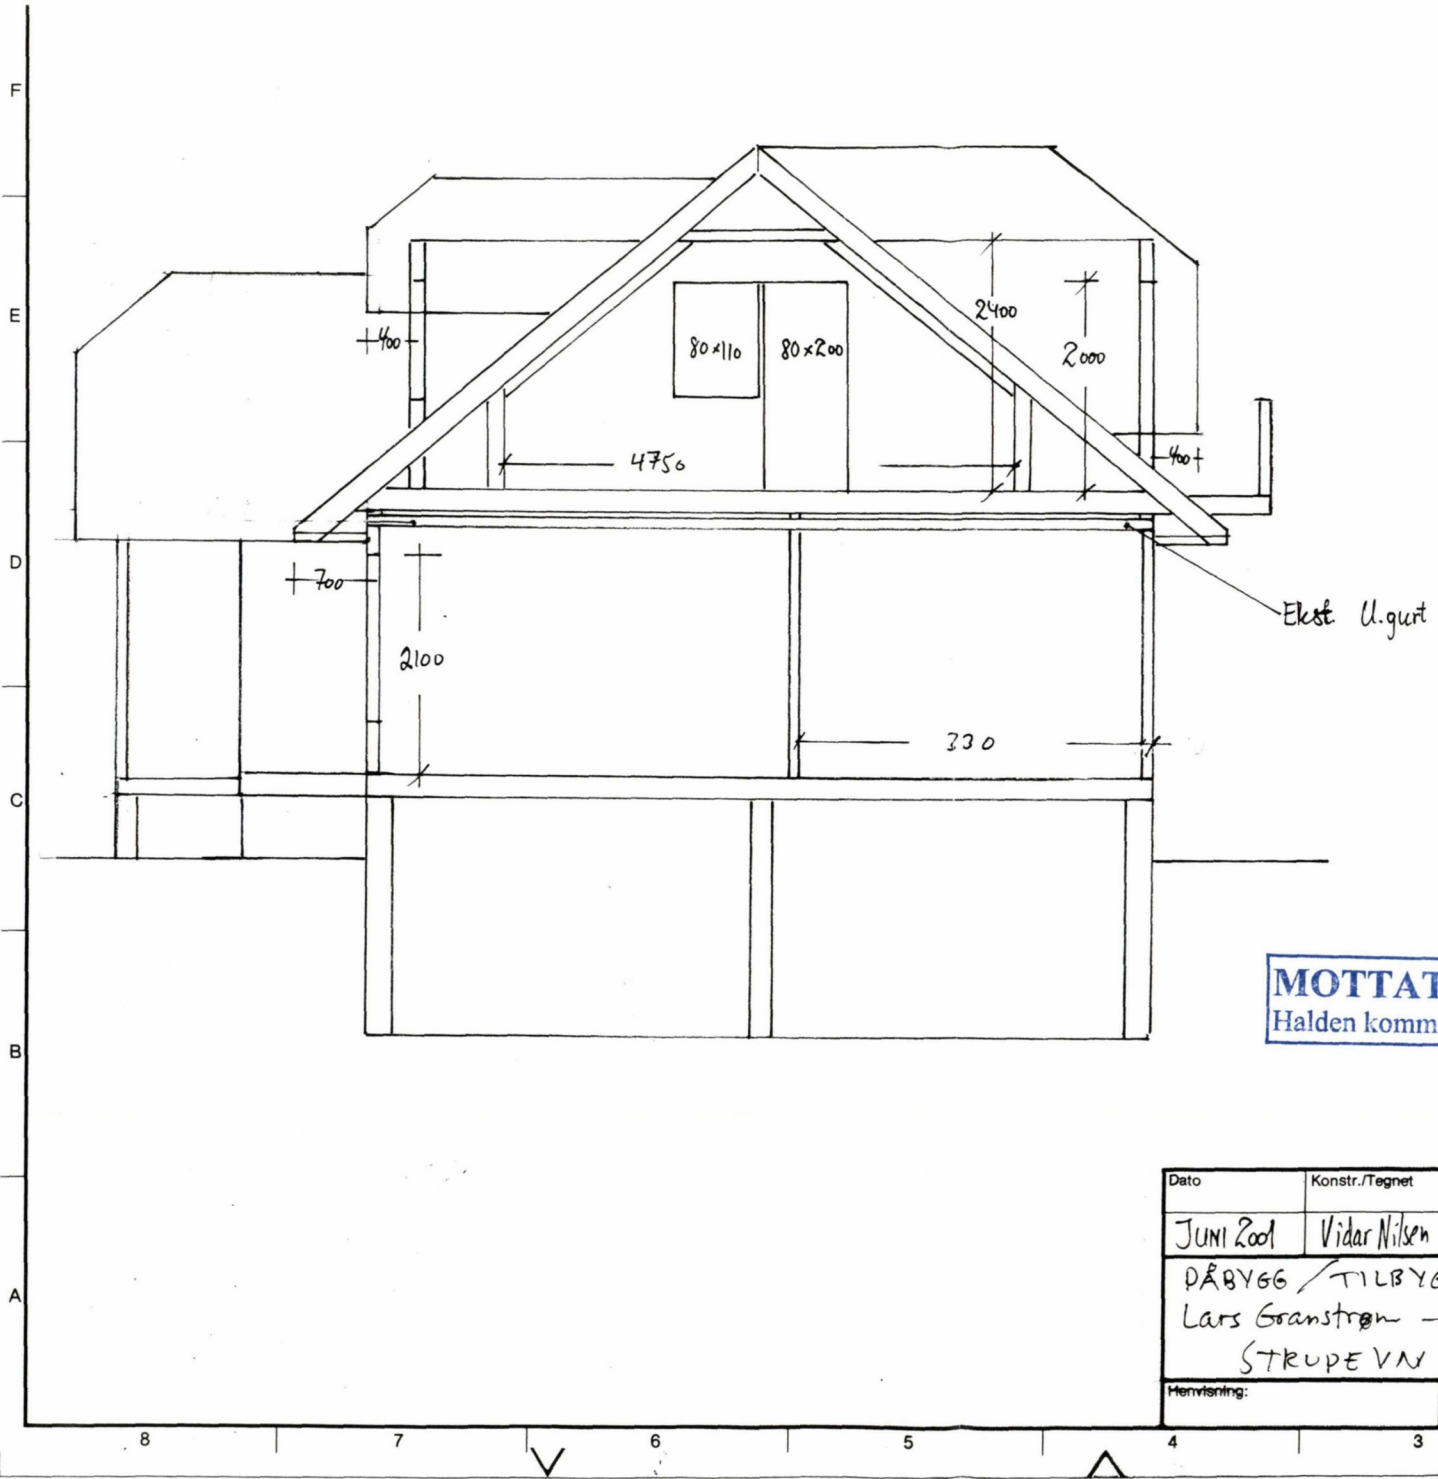 F
E
D
C
B
A
400
80×110
80×200
2400
2000
400
4750
700
2100
330
Ekst. U.gurt
MOTTAT
Halden komm
Dato
Konstr./Tegnet
JUNI 2001
Vidar Nilsen
PÅBYGG / TILBYG
Lars Granstrøm -
STRUPE VN
Henvisning:
8
7
6
5
4
3